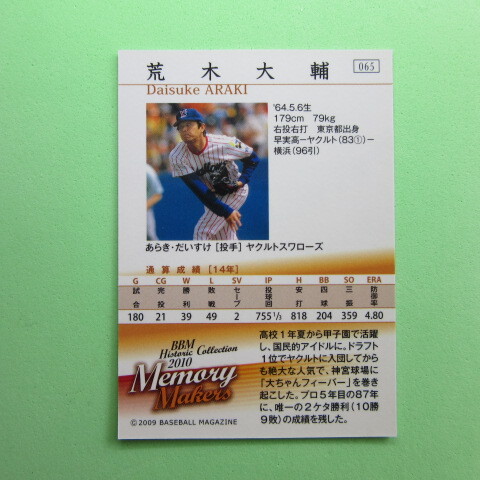 荒木大輔
065
Daisuke ARAKI
'64.5.6生
179cm 79kg
右投右打 東京都出身
早実高ーヤクルト(83①)ー
横浜(96引)
あらき・だいすけ [投手] ヤクルトスワローズ
通算成績 [14年]
G CG W L SV IP H BB SO ERA
試合 完投 勝利 敗戦 セーブ 投球回 安打 四球 三振 防御率
180 21 39 49 2 755 1/3 818 204 359 4.80
BBM
Historic Collection
2010
Memory
Makers
©2009 BASEBALL MAGAZINE
高校1年夏から甲子園で活躍
し、国民的アイドルに。ドラフト
1位でヤクルトに入団してから
も絶大な人気で、神宮球場に
「大ちゃんフィーバー」を巻き
起こした。プロ5年目の87年
に、唯一の2ケタ勝利(10勝
9敗)の成績を残した。